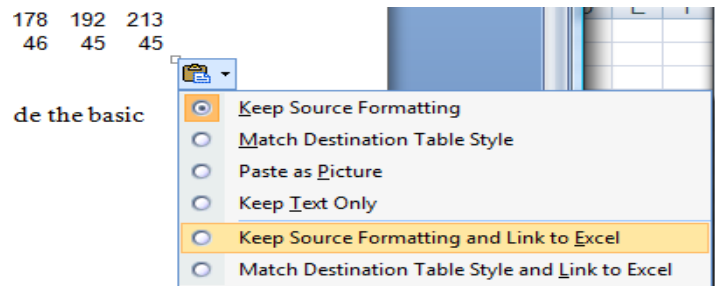 178 192 213
46 45 45
de the basic
Keep Source Formatting
Match Destination Table Style
Paste as Picture
Keep Text Only
Keep Source Formatting and Link to Excel
Match Destination Table Style and Link to Excel